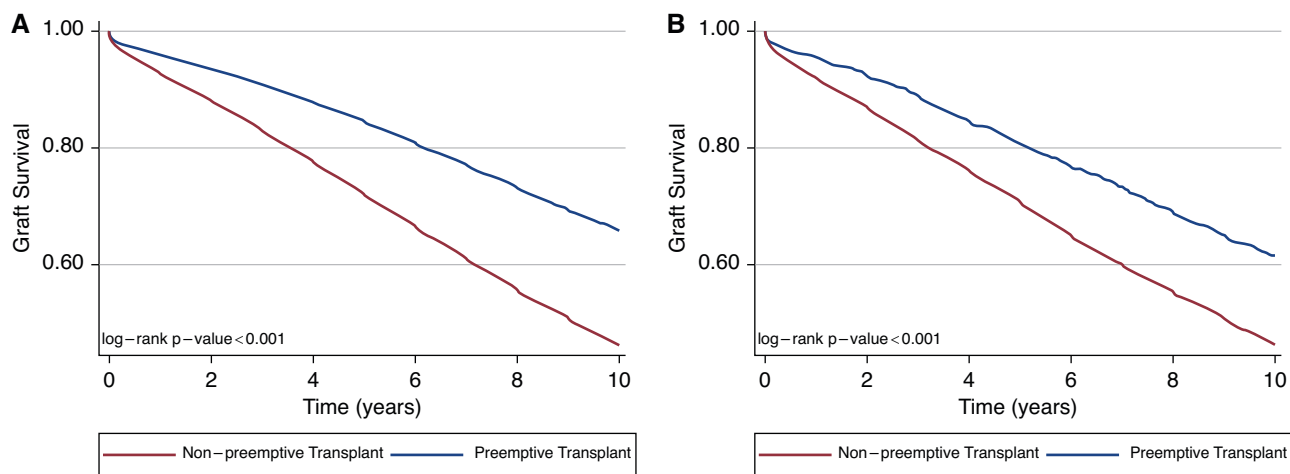 A
1.00
0.80
0.60
Graft Survival
log−rank p−value<0.001
0 2 4 6 8 10
Time (years)
Non−preemptive Transplant Preemptive Transplant
B
1.00
0.80
0.60
Graft Survival
log−rank p−value<0.001
0 2 4 6 8 10
Time (years)
Non−preemptive Transplant Preemptive Transplant